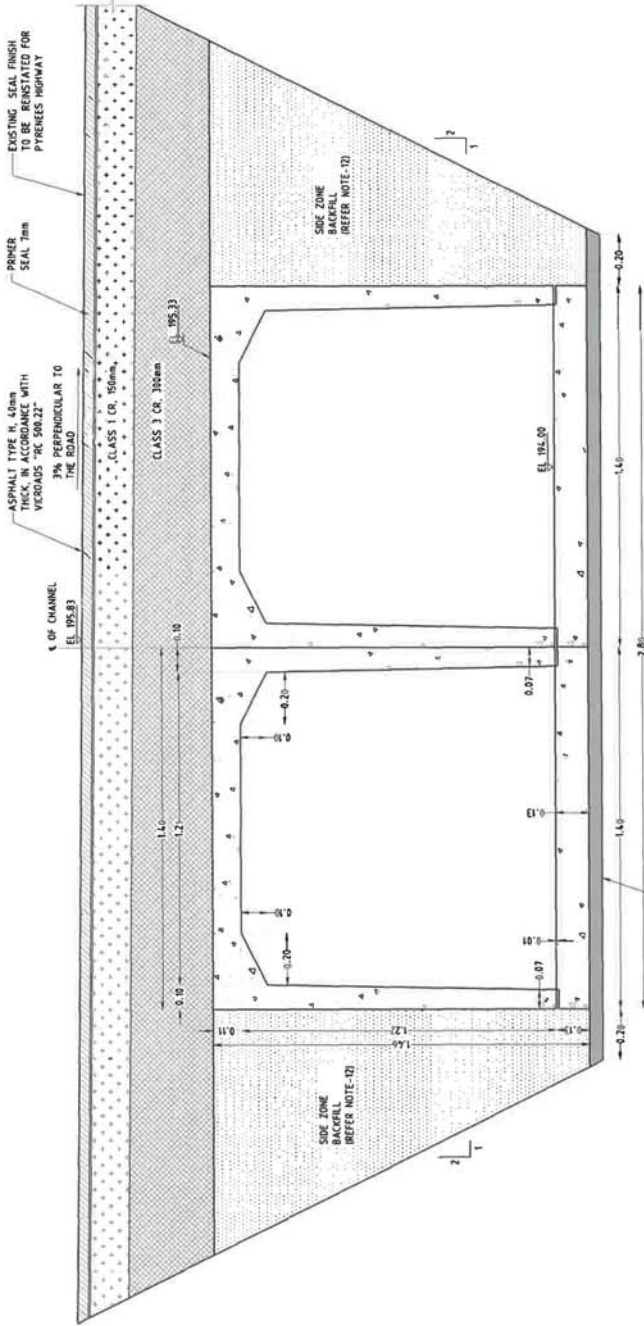 EXISTING SEAL FINISH
TO BE REINSTATED FOR
PYRENEES HIGHWAY
PRIMER
SEAL 7mm
ASPHALT TYPE H, 40mm
THICK, IN ACCORDANCE WITH
VICROADS "RC 500.22"
3% PERPENDICULAR TO
THE ROAD
℄ OF CHANNEL
EL 195.83
CLASS 1 CR, 150mm
CLASS 3 CR, 300mm
EL 195.33
1.40
0.10
1.21
0.10
0.20
0.10
0.10
0.20
SIDE ZONE
BACKFILL
(REFER NOTE-12)
SIDE ZONE
BACKFILL
(REFER NOTE-12)
2
1
2
1
0.11
1.22
1.46
0.13
0.07
0.01
0.13
0.07
EL 194.00
0.20
1.40
1.40
0.20
2.80